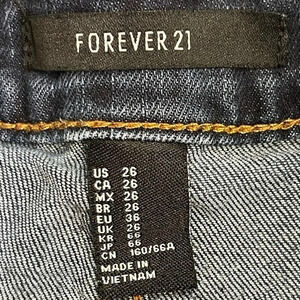 FOREVER 21
US 26
CA 26
MX 26
BR 26
EU 36
UK 26
KR 66
JP 66
CN 160/66A
MADE IN
VIETNAM